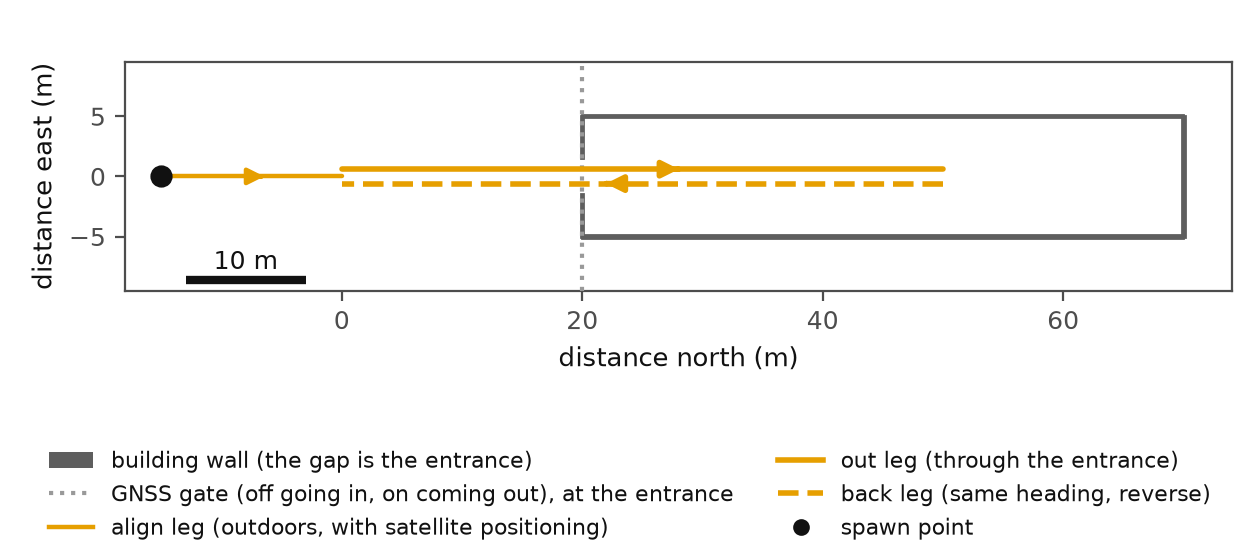 distance east (m)
5
0
−5
10 m
0
20
40
60
distance north (m)
building wall (the gap is the entrance)
GNSS gate (off going in, on coming out), at the entrance
align leg (outdoors, with satellite positioning)
out leg (through the entrance)
back leg (same heading, reverse)
spawn point